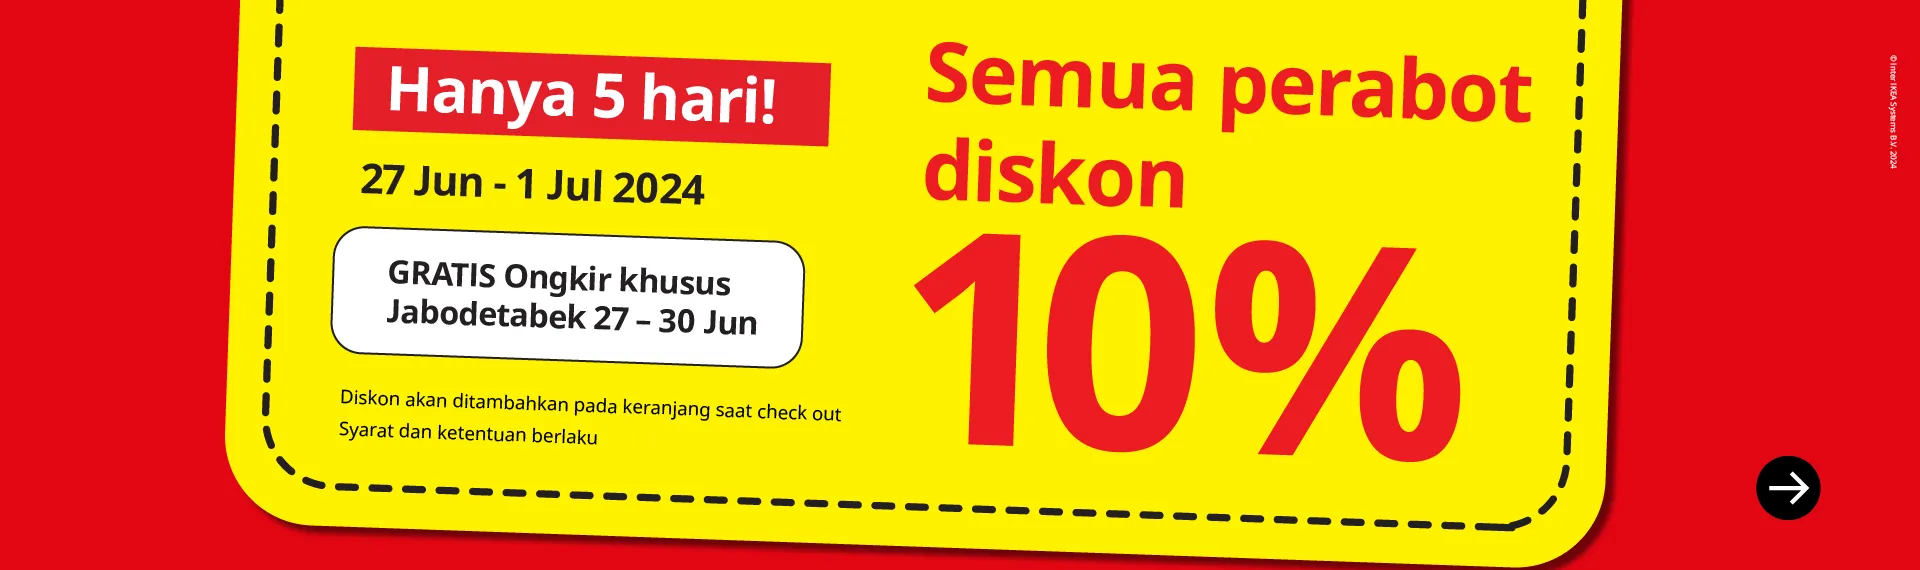 Hanya 5 hari!
27 Jun - 1 Jul 2024
GRATIS Ongkir khusus
Jabodetabek 27 – 30 Jun
Diskon akan ditambahkan pada keranjang saat check out
Syarat dan ketentuan berlaku
Semua perabot
diskon
10%
© Inter IKEA Systems B.V. 2024